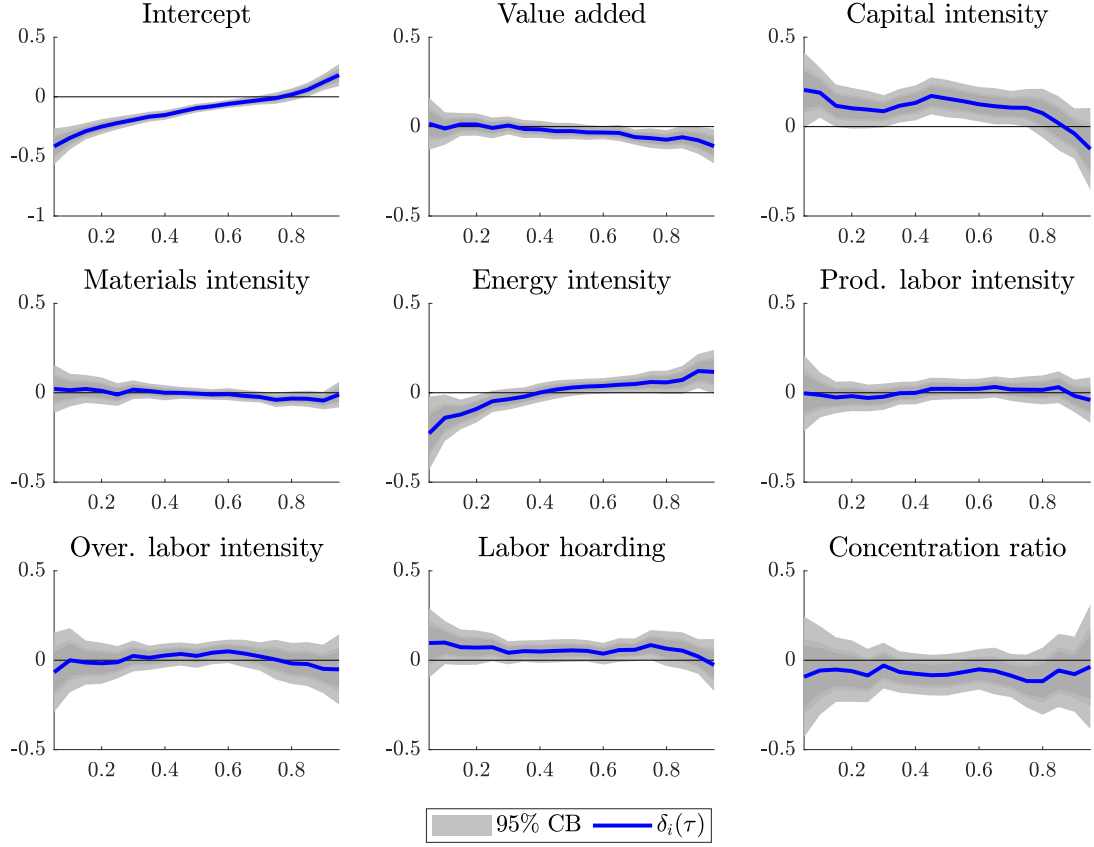 Intercept
Value added
Capital intensity
0.5
0
-0.5
-1
0.2 0.4 0.6 0.8
0.5
0
-0.5
0.2 0.4 0.6 0.8
0.5
0
-0.5
0.2 0.4 0.6 0.8
Materials intensity
Energy intensity
Prod. labor intensity
0.5
0
-0.5
0.2 0.4 0.6 0.8
0.5
0
-0.5
0.2 0.4 0.6 0.8
0.5
0
-0.5
0.2 0.4 0.6 0.8
Over. labor intensity
Labor hoarding
Concentration ratio
0.5
0
-0.5
0.2 0.4 0.6 0.8
0.5
0
-0.5
0.2 0.4 0.6 0.8
0.5
0
-0.5
0.2 0.4 0.6 0.8
95% CB δᵢ(τ)